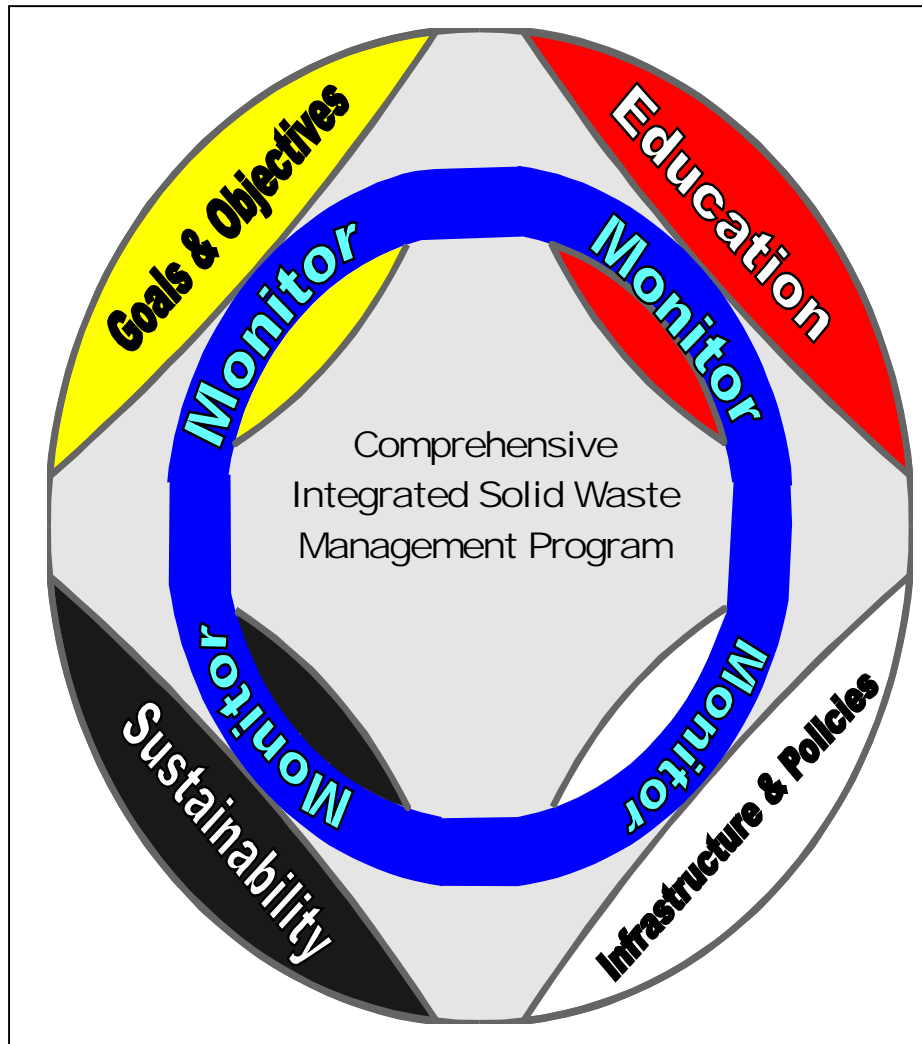 Goals & Objectives
Education
Monitor
Monitor
Comprehensive
Integrated Solid Waste
Management Program
Monitor
Monitor
Sustainability
Infrastructure & Policies